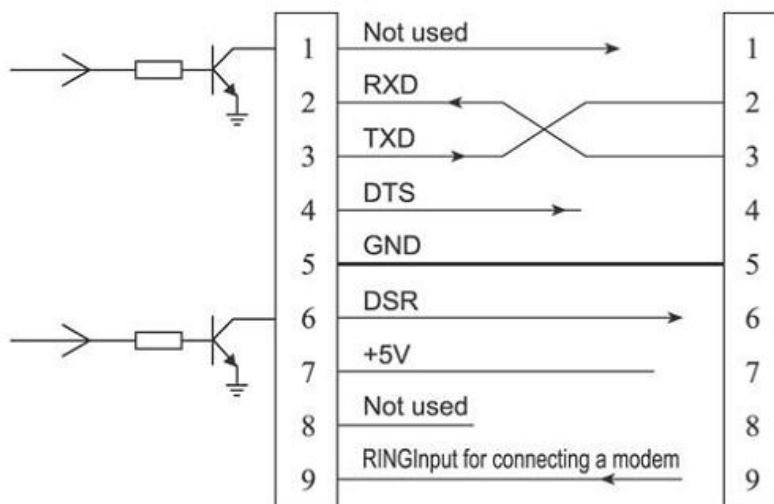 1 Not used 1
2 RXD 2
3 TXD 3
4 DTS 4
5 GND 5
6 DSR 6
7 +5V 7
8 Not used 8
9 RINGInput for connecting a modem 9